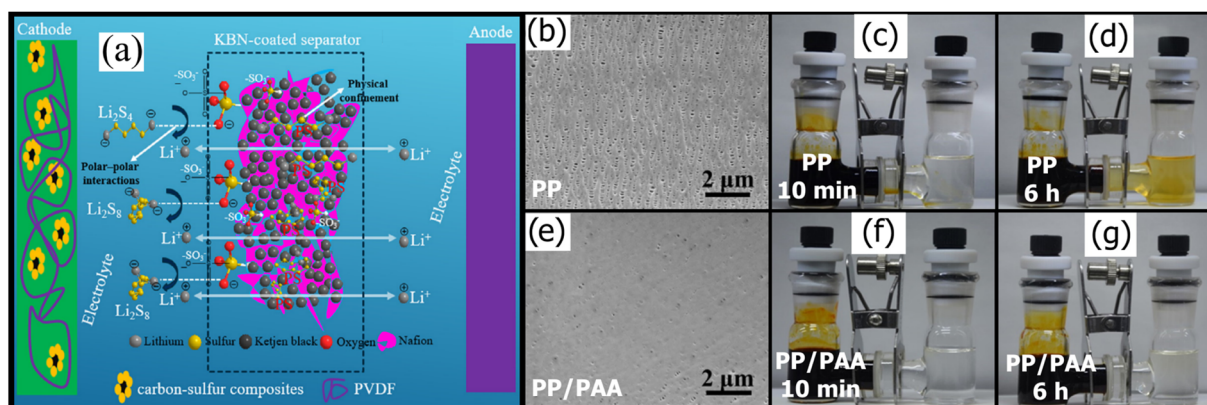 Cathode
(a)
KBN-coated separator
Anode
-SO₃⁻
-SO₃⁻
Physical
confinement
Li₂S₄
Li⁺
Li⁺
Polar–polar
interactions
-SO₃
Li₂S₈
-SO₃
-SO₃
Li⁺
Li⁺
Electrolyte
-SO₃
Li₂S₈
Li⁺
Li⁺
Electrolyte
Lithium
Sulfur
Ketjen black
Oxygen
Nafion
carbon-sulfur composites
PVDF
(b)
PP
2 μm
(c)
PP
10 min
(d)
PP
6 h
(e)
PP/PAA
2 μm
(f)
PP/PAA
10 min
(g)
PP/PAA
6 h